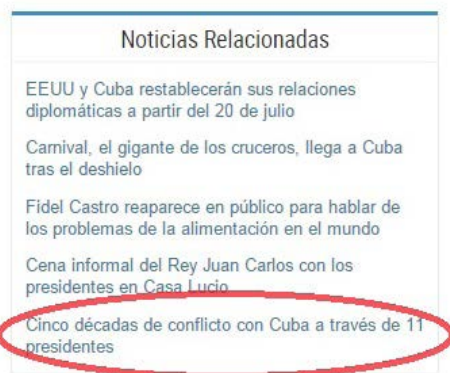 Noticias Relacionadas
EEUU y Cuba restablecerán sus relaciones
diplomáticas a partir del 20 de julio
Carnival, el gigante de los cruceros, llega a Cuba
tras el deshielo
Fidel Castro reaparece en público para hablar de
los problemas de la alimentación en el mundo
Cena informal del Rey Juan Carlos con los
presidentes en Casa Lucio
Cinco décadas de conflicto con Cuba a través de 11
presidentes